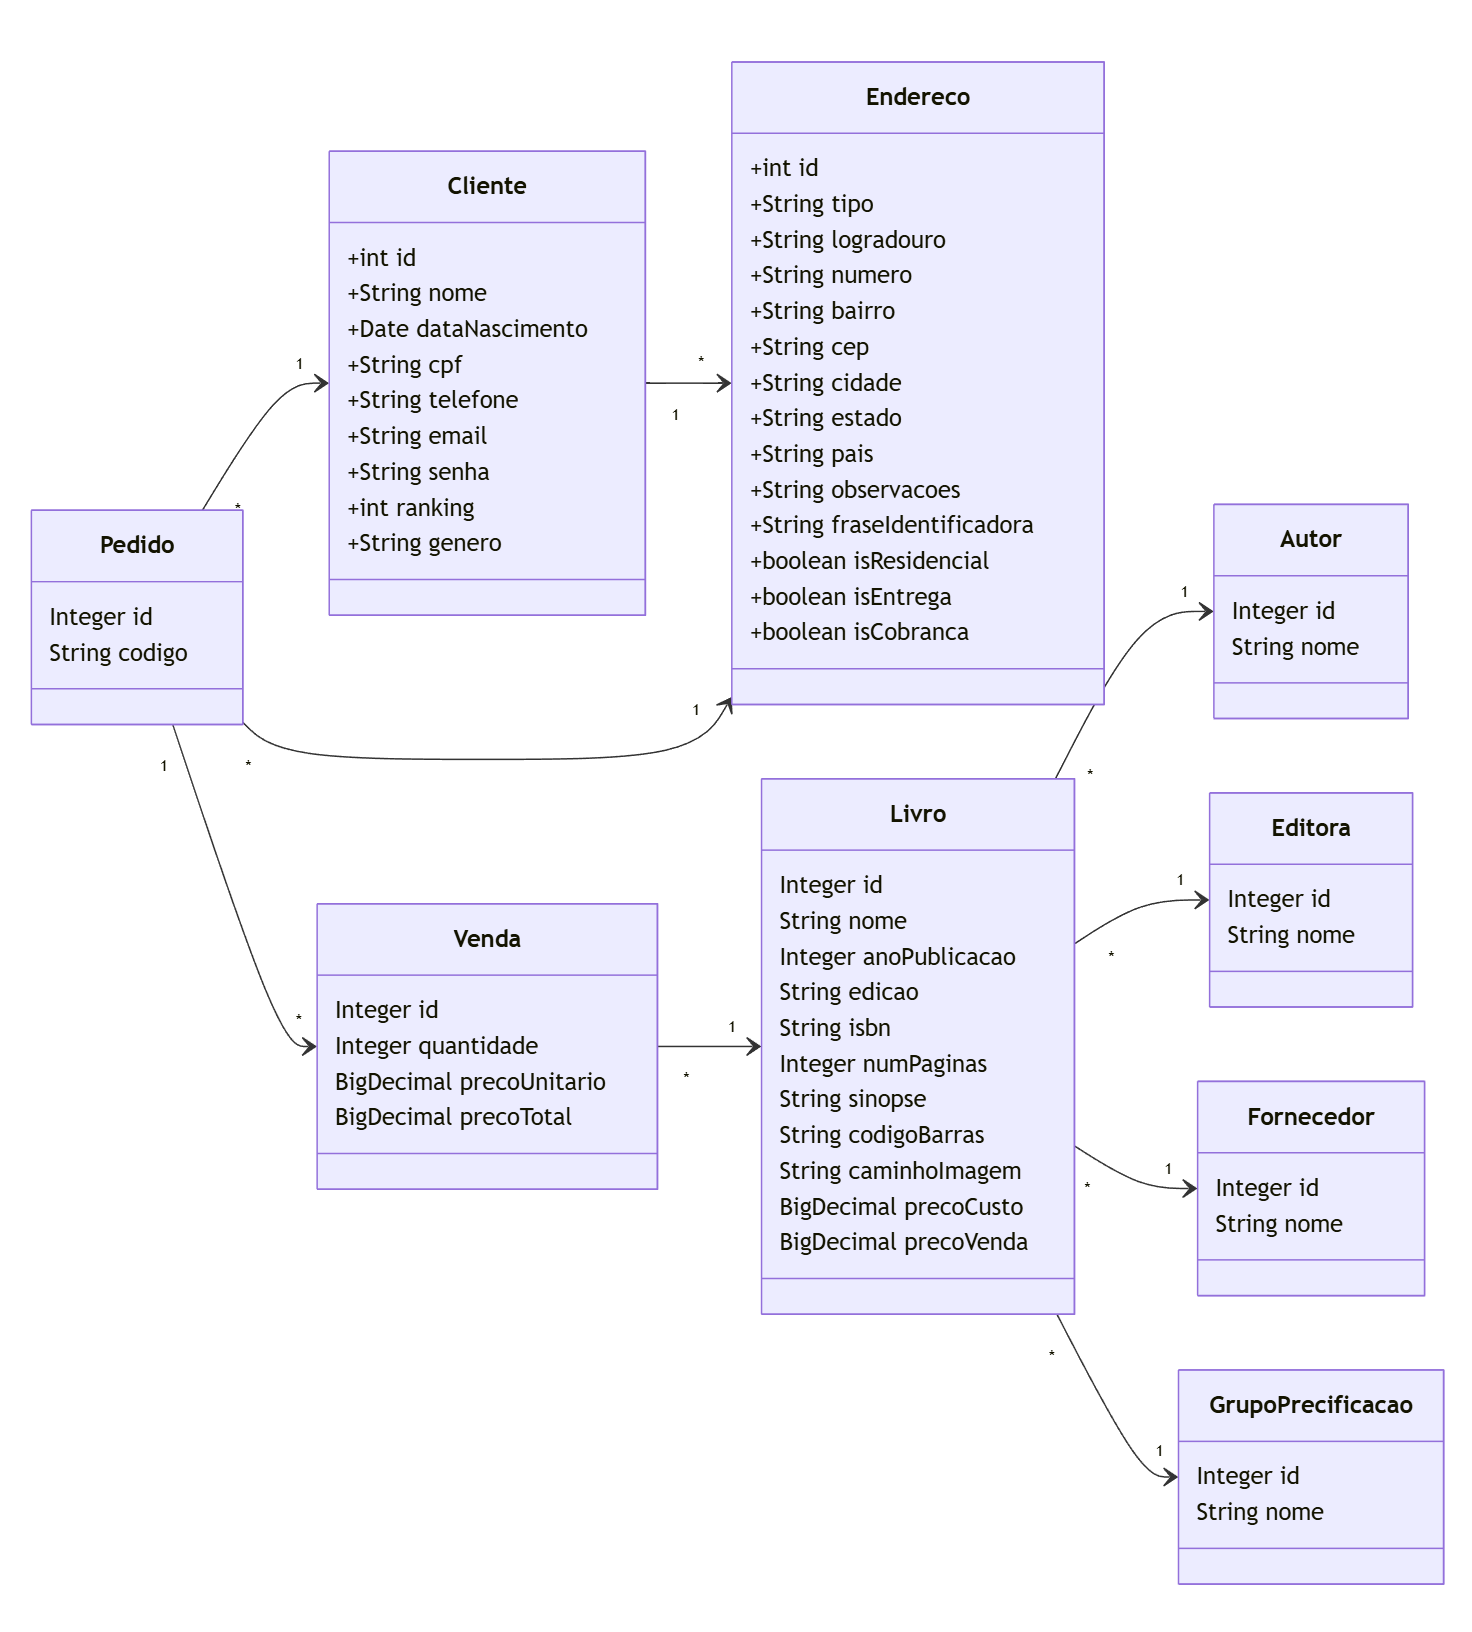 Endereco
+int id
+String tipo
+String logradouro
+String numero
+String bairro
+String cep
+String cidade
+String estado
+String pais
+String observacoes
+String fraseIdentificadora
+boolean isResidencial
+boolean isEntrega
+boolean isCobranca
Cliente
+int id
+String nome
+Date dataNascimento
+String cpf
+String telefone
+String email
+String senha
+int ranking
+String genero
1
*
1
*
Pedido
Integer id
String codigo
1
*
1
*
Autor
Integer id
String nome
1
*
Livro
Integer id
String nome
Integer anoPublicacao
String edicao
String isbn
Integer numPaginas
String sinopse
String codigoBarras
String caminhoImagem
BigDecimal precoCusto
BigDecimal precoVenda
Editora
Integer id
String nome
1
*
Venda
Integer id
Integer quantidade
BigDecimal precoUnitario
BigDecimal precoTotal
1
*
Fornecedor
Integer id
String nome
1
*
GrupoPrecificacao
Integer id
String nome
*
1